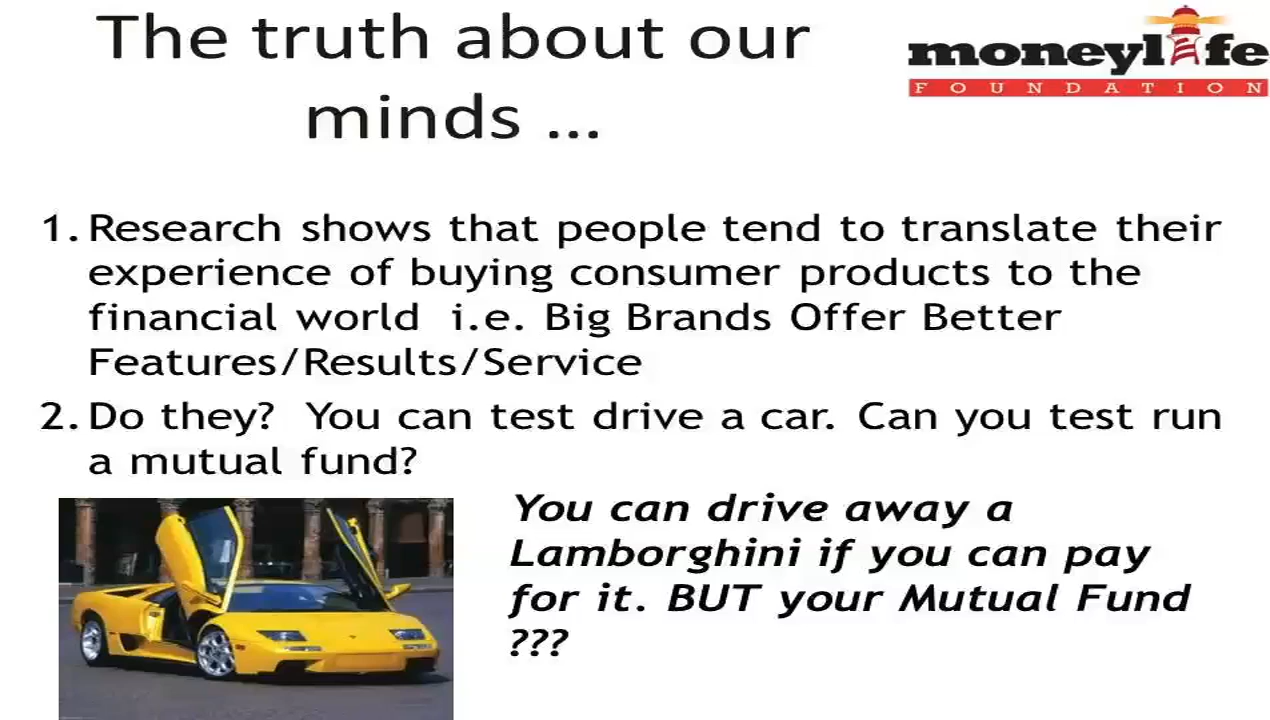 The truth about our
minds ...
moneylife
FOUNDATION
1. Research shows that people tend to translate their
experience of buying consumer products to the
financial world i.e. Big Brands Offer Better
Features/Results/Service
2. Do they? You can test drive a car. Can you test run
a mutual fund?
You can drive away a
Lamborghini if you can pay
for it. BUT your Mutual Fund
???